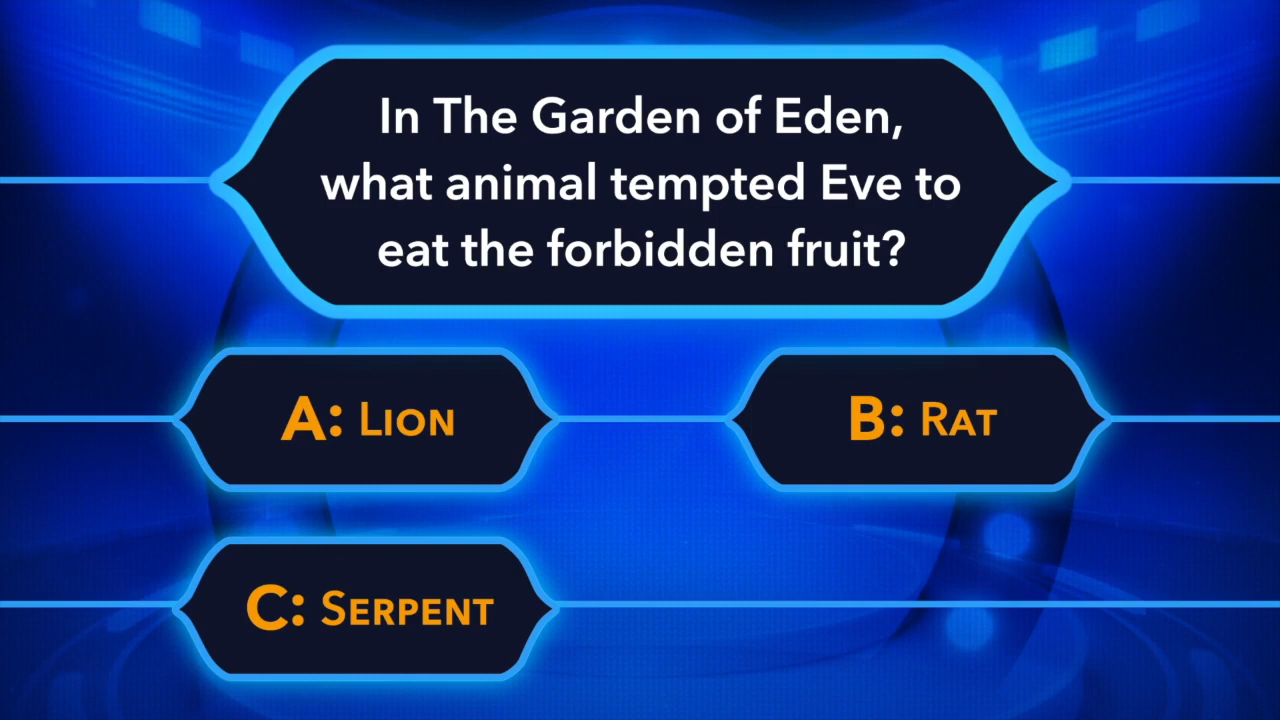 In The Garden of Eden,
what animal tempted Eve to
eat the forbidden fruit?
A: Lion
B: Rat
C: Serpent